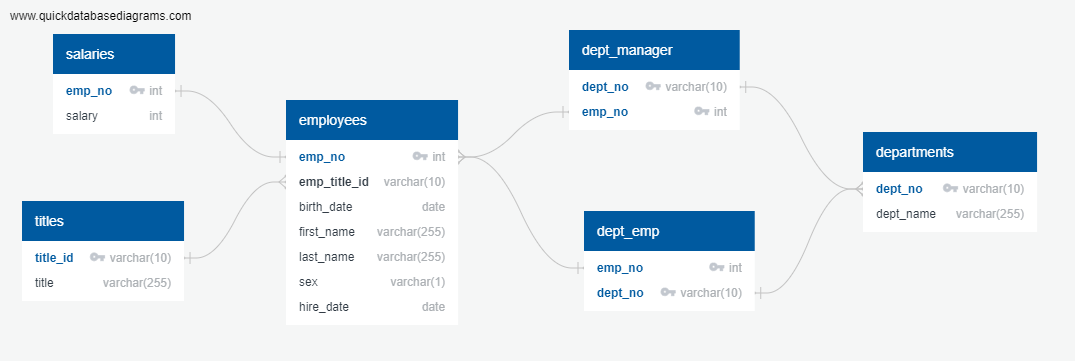 www.quickdatabasediagrams.com
salaries
emp_no int
salary int
titles
title_id varchar(10)
title varchar(255)
employees
emp_no int
emp_title_id varchar(10)
birth_date date
first_name varchar(255)
last_name varchar(255)
sex varchar(1)
hire_date date
dept_manager
dept_no varchar(10)
emp_no int
dept_emp
emp_no int
dept_no varchar(10)
departments
dept_no varchar(10)
dept_name varchar(255)